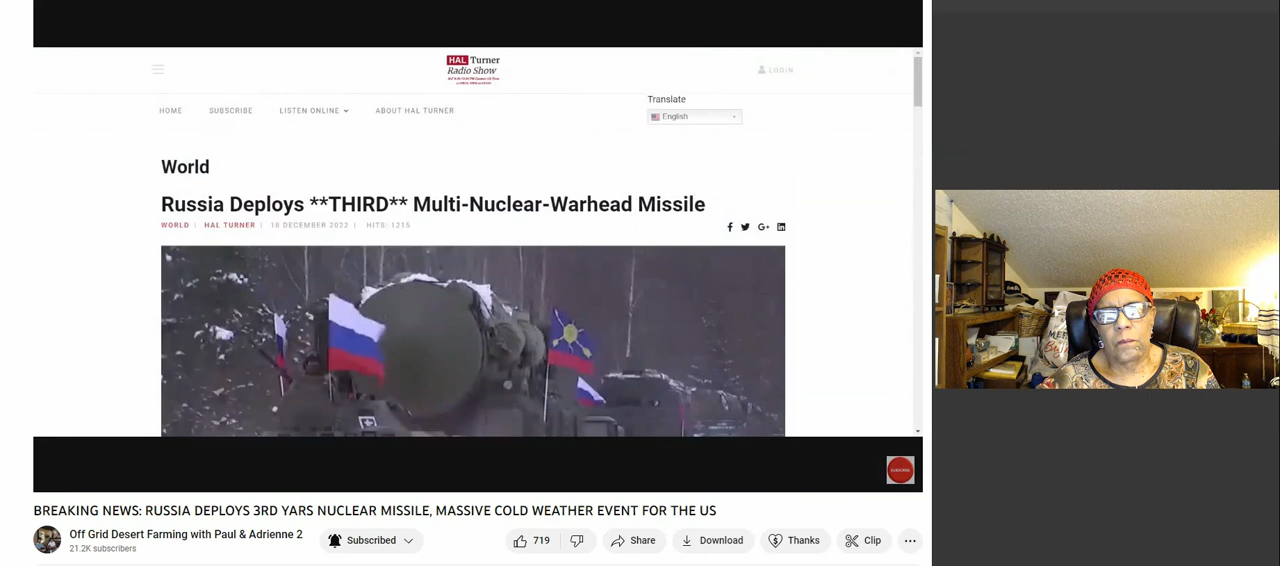 HAL Turner
Radio Show
LOGIN
HOME
SUBSCRIBE
LISTEN ONLINE
ABOUT HAL TURNER
Translate
English
World
Russia Deploys **THIRD** Multi-Nuclear-Warhead Missile
WORLD | HAL TURNER | 18 DECEMBER 2022 | HITS: 1215
SUBSCRIBE
BREAKING NEWS: RUSSIA DEPLOYS 3RD YARS NUCLEAR MISSILE, MASSIVE COLD WEATHER EVENT FOR THE US
Off Grid Desert Farming with Paul & Adrienne 2
21.2K subscribers
Subscribed
719
Share
Download
Thanks
Clip